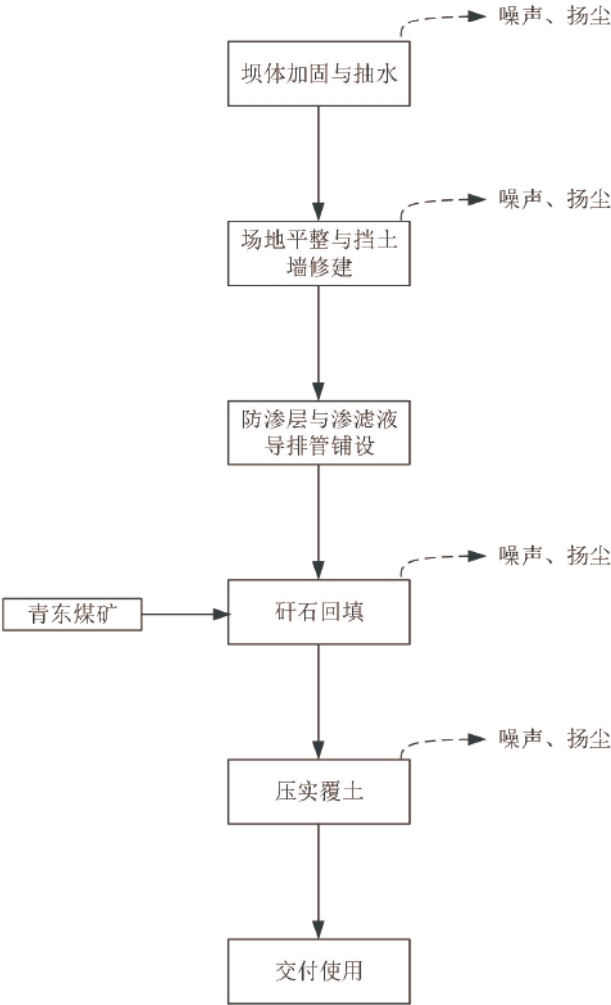 噪声、扬尘
坝体加固与抽水
噪声、扬尘
场地平整与挡土
墙修建
防渗层与渗滤液
导排管铺设
噪声、扬尘
青东煤矿
矸石回填
噪声、扬尘
压实覆土
交付使用